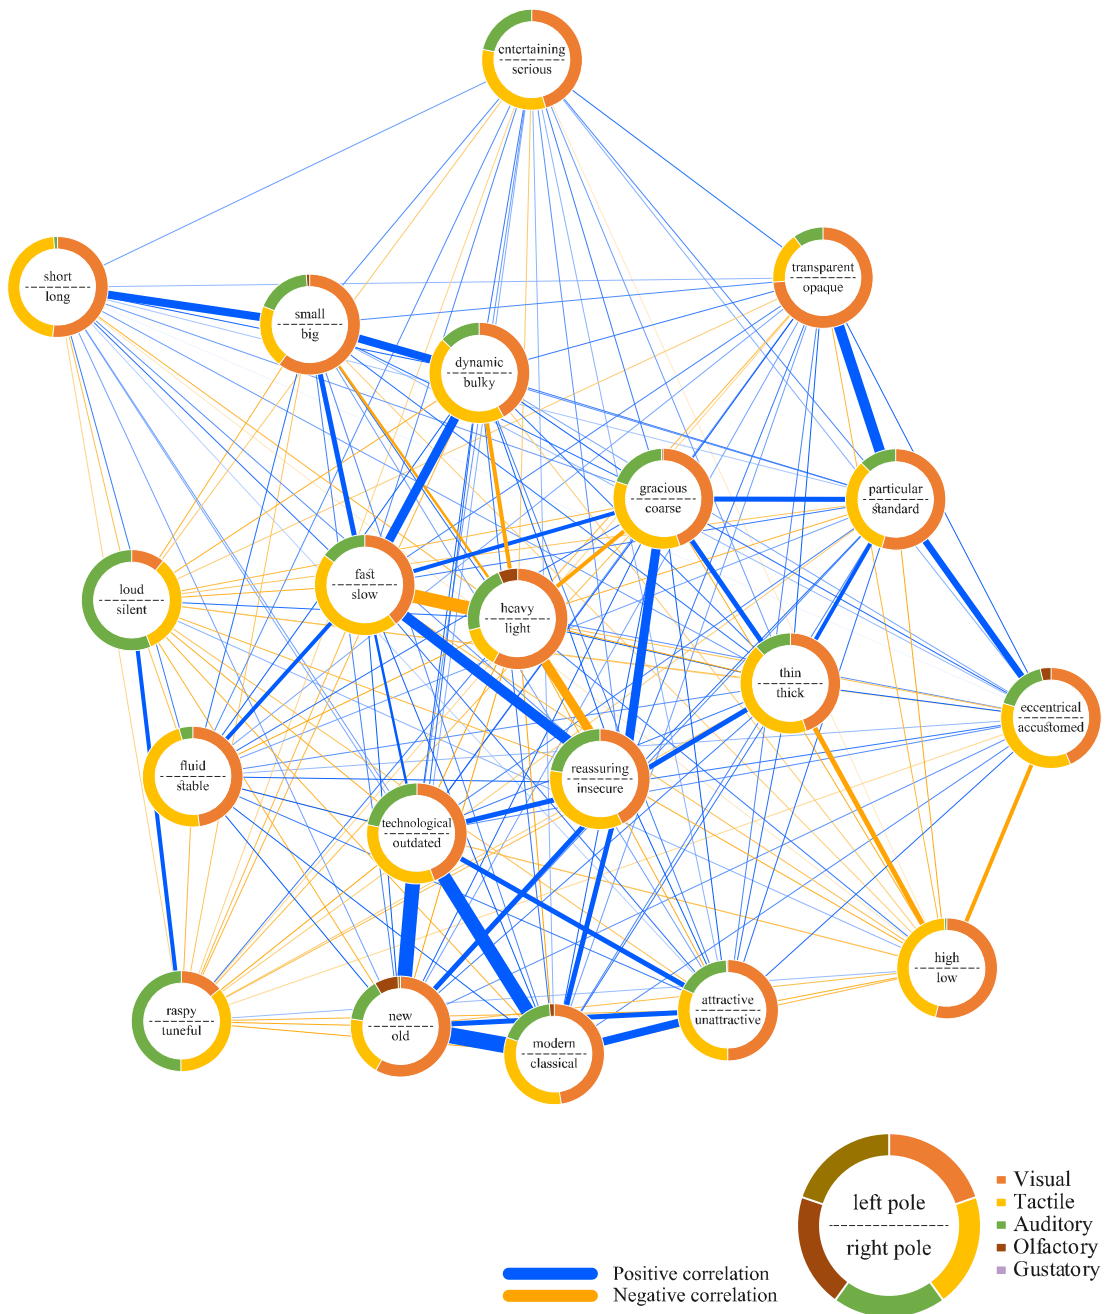 entertaining
serious
transparent
opaque
short
long
small
big
dynamic
bulky
gracious
coarse
particular
standard
loud
silent
fast
slow
heavy
light
thin
thick
eccentrical
accustomed
fluid
stable
reassuring
insecure
technological
outdated
high
low
raspy
tuneful
new
old
modern
classical
attractive
unattractive
left pole
right pole
Visual
Tactile
Auditory
Olfactory
Gustatory
Positive correlation
Negative correlation